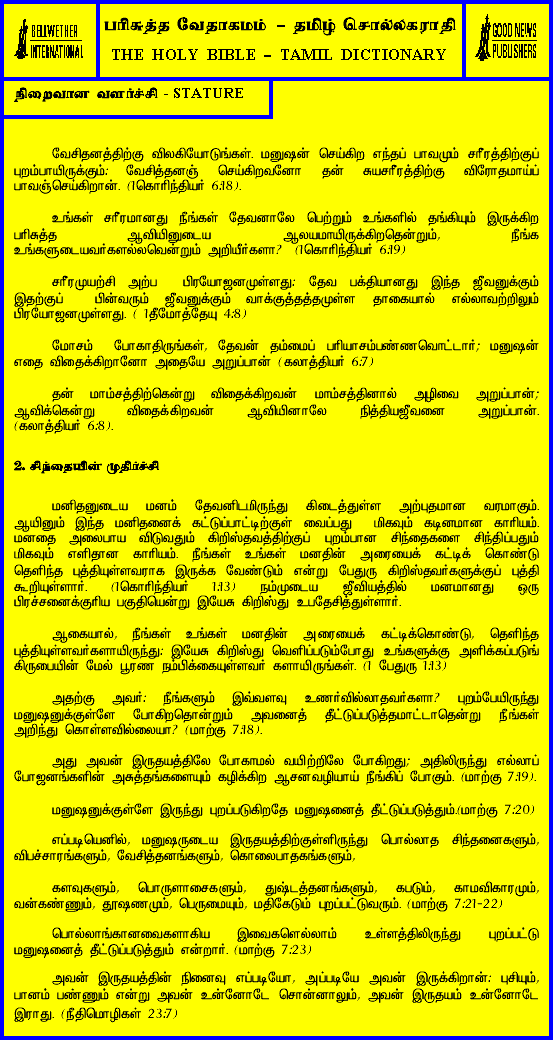 BELLWETHER
INTERNATIONAL
பரிசுத்த வேதாகமம் – தமிழ் சொல்லகராதி
THE HOLY BIBLE – TAMIL DICTIONARY
GOOD NEWS
PUBLISHERS
நிறைவான வளர்ச்சி - STATURE
வேசிதனத்திற்கு விலகியோடுங்கள். மனுஷன் செய்கிற எந்தப் பாவமும் சரீரத்திற்குப்
புறம்பாயிருக்கும்: வேசித்தனஞ் செய்கிறவனோ தன் சுயசரீரத்திற்கு விரோதமாய்ப்
பாவஞ்செய்கிறான். (1கொரிந்தியர் 6:18).
உங்கள் சரீரமானது நீங்கள் தேவனாலே பெற்றும் உங்களில் தங்கியும் இருக்கிற
பரிசுத்த ஆவியினுடைய ஆலயமாயிருக்கிறதென்றும், நீங்க
உங்களுடையவர்களல்லவென்றும் அறியீர்களா? (1கொரிந்தியர் 6:19)
சரீரமுயற்சி அற்ப பிரயோஜனமுள்ளது: தேவ பக்தியானது இந்த ஜீவனுக்கும்
இதற்குப் பின்வரும் ஜீவனுக்கும் வாக்குத்தத்தமுள்ள தாகையால் எல்லாவற்றிலும்
பிரயோஜனமுள்ளது. ( 1தீமோத்தேயு 4:8)
மோசம் போகாதிருங்கள், தேவன் தம்மைப் பரியாசம்பண்ணவொட்டார்; மனுஷன்
எதை விதைக்கிறானோ அதையே அறுப்பான் (கலாத்தியர் 6:7)
தன் மாம்சத்திற்கென்று விதைக்கிறவன் மாம்சத்தினால் அழிவை அறுப்பான்;
ஆவிக்கென்று விதைக்கிறவன் ஆவியினாலே நித்தியஜீவனை அறுப்பான்.
(கலாத்தியர் 6:8).
2. சிந்தையின் முதிர்ச்சி
மனிதனுடைய மனம் தேவனிடமிருந்து கிடைத்துள்ள அற்புதமான வரமாகும்.
ஆயினும் இந்த மனிதனைக் கட்டுப்பாட்டிற்குள் வைப்பது மிகவும் கடினமான காரியம்.
மனதை அலைபாய விடுவதும் கிறிஸ்தவத்திற்குப் புறம்பான சிந்தைகளை சிந்திப்பதும்
மிகவும் எளிதான காரியம். நீங்கள் உங்கள் மனதின் அரையைக் கட்டிக் கொண்டு
தெளிந்த புத்தியுள்ளவராக இருக்க வேண்டும் என்று பேதுரு கிறிஸ்தவர்களுக்குப் புத்தி
கூறியுள்ளார். (1கொரிந்தியர் 1:13) நம்முடைய ஜீவியத்தில் மனமானது ஒரு
பிரச்சனைக்குரிய பகுதியென்று இயேசு கிறிஸ்து உபதேசித்துள்ளார்.
ஆகையால், நீங்கள் உங்கள் மனதின் அரையைக் கட்டிக்கொண்டு, தெளிந்த
புத்தியுள்ளவர்களாயிருந்து: இயேசு கிறிஸ்து வெளிப்படும்போது உங்களுக்கு அளிக்கப்படுங்
கிருபையின் மேல் பூரண நம்பிக்கையுள்ளவர் களாயிருங்கள். (1 பேதுரு 1:13)
அதற்கு அவர்: நீங்களும் இவ்வளவு உணர்வில்லாதவர்களா? புறம்பேயிருந்து
மனுஷனுக்குள்ளே போகிறதொன்றும் அவனைத் தீட்டுப்படுத்தமாட்டாதென்று நீங்கள்
அறிந்து கொள்ளவில்லையா? (மாற்கு 7:18).
அது அவன் இருதயத்திலே போகாமல் வயிற்றிலே போகிறது; அதிலிருந்து எல்லாப்
போஜனங்களின் அசுத்தங்களையும் கழிக்கிற ஆசனவழியாய் நீங்கிப் போகும். (மாற்கு 7:19).
மனுஷனுக்குள்ளே இருந்து புறப்படுகிறதே மனுஷனைத் தீட்டுப்படுத்தும்.(மாற்கு 7:20)
எப்படியெனில், மனுஷருடைய இருதயத்திற்குள்ளிருந்து பொல்லாத சிந்தனைகளும்,
விபச்சாரங்களும், வேசித்தனங்களும், கொலைபாதகங்களும்,
களவுகளும், பொருளாசைகளும், துஷ்டத்தனங்களும், கபடும், காமவிகாரமும்,
வன்கண்ணும், தூஷணமும், பெருமையும், மதிகேடும் புறப்பட்டுவரும். (மாற்கு 7:21-22)
பொல்லாங்கானவைகளாகிய இவைகளெல்லாம் உள்ளத்திலிருந்து புறப்பட்டு
மனுஷனைத் தீட்டுப்படுத்தும் என்றார். (மாற்கு 7:23)
அவன் இருதயத்தின் நினைவு எப்படியோ, அப்படியே அவன் இருக்கிறான்: புசியும்,
பானம் பண்ணும் என்று அவன் உன்னோடே சொன்னாலும், அவன் இருதயம் உன்னோடே
இராது. (நீதிமொழிகள் 23:7)